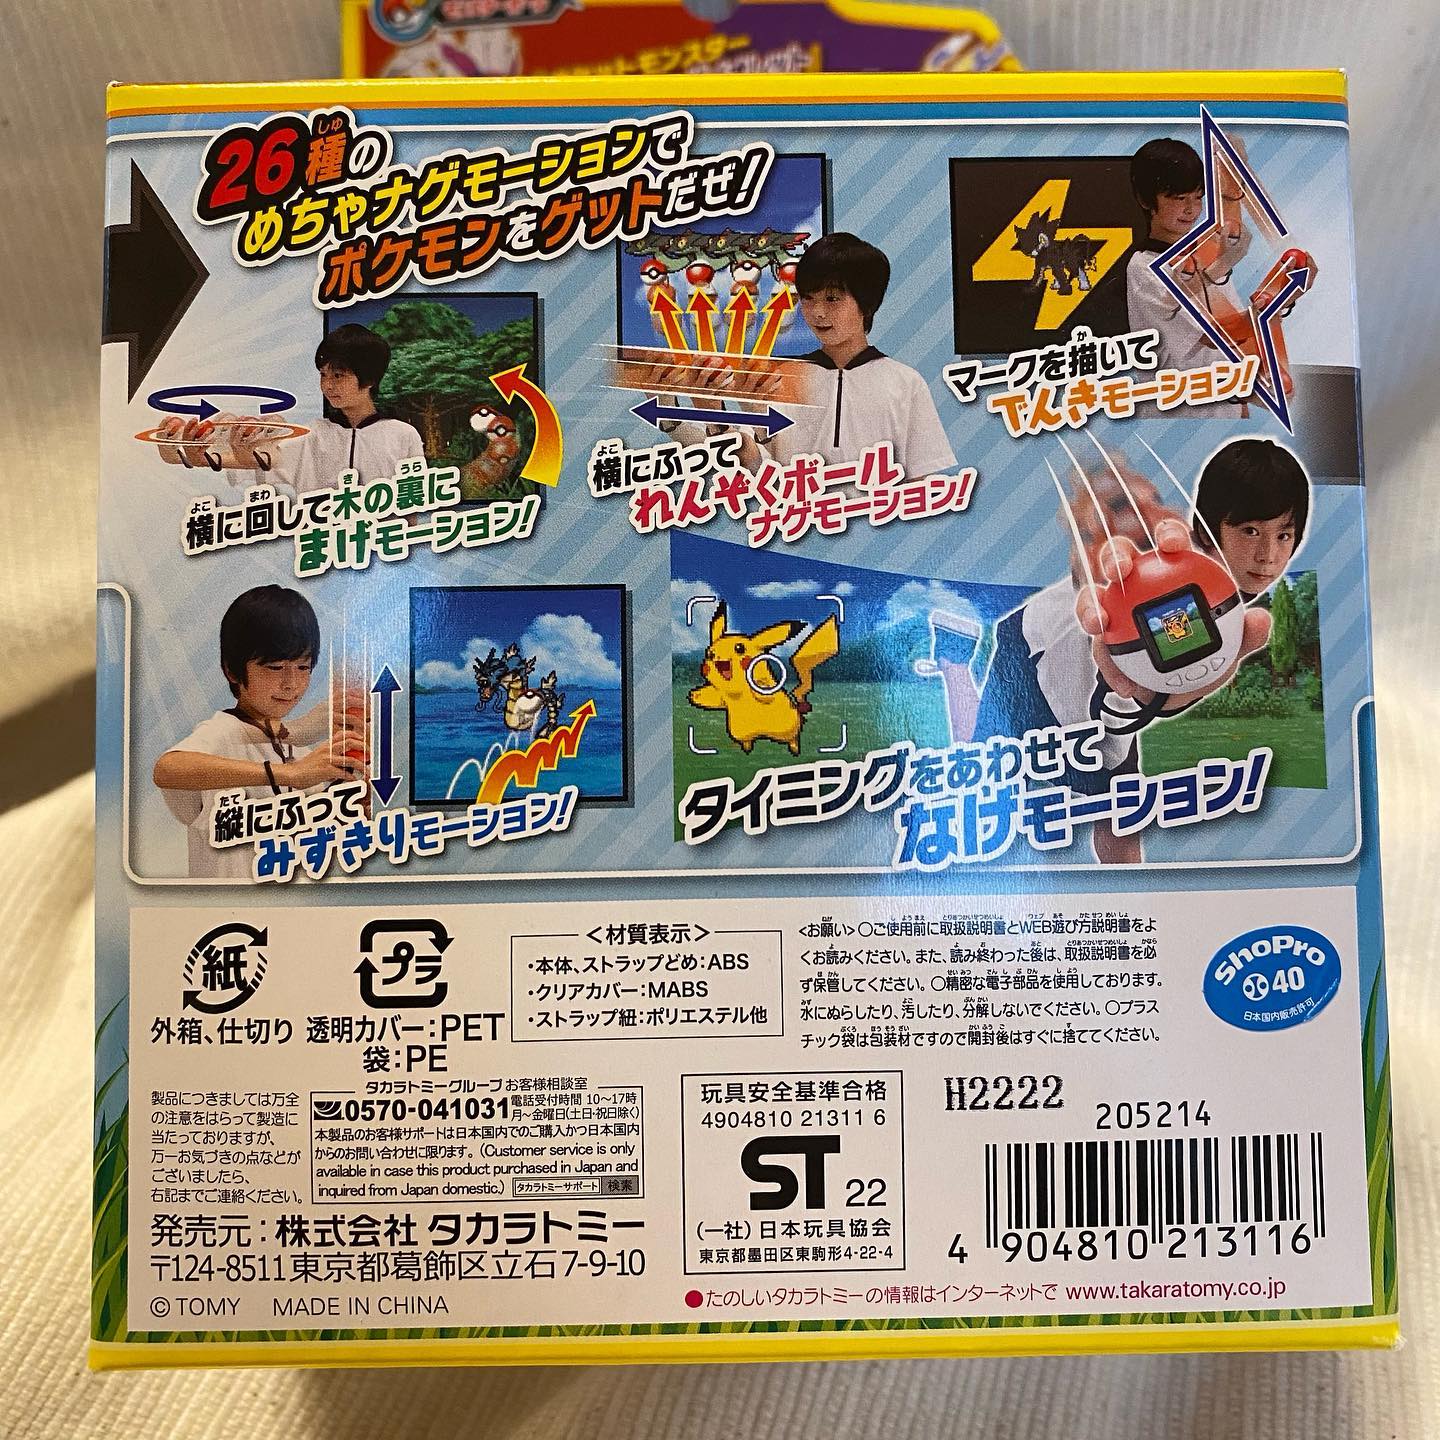 ットモンスター
26種のしゅ
めちゃナゲモーションで
ポケモンをゲットだぜ!
横に回して木の裏に
よこ まわ き うら
まげモーション!
横にふって
よこ
れんぞくボール
ナゲモーション!
マークを描いて
か
でんきモーション!
縦にふって
たて
みずきりモーション!
タイミングをあわせて
なげモーション!
紙
外箱、仕切り
プラ
透明カバー:PET
袋:PE
<材質表示>
・本体、ストラップどめ:ABS
・クリアカバー:MABS
・ストラップ紐:ポリエステル他
<お願い>○ご使用前に取扱説明書とWEB遊び方説明書をよ
くお読みください。また、読み終わった後は、取扱説明書を必
ず保管してください。○精密な電子部品を使用しております。
水にぬらしたり、汚したり、分解しないでください。○プラス
チック袋は包装材ですので開封後はすぐに捨ててください。
ShoPro
40
日本国内販売許可
製品につきましては万全
の注意をはらって製造に
当たっておりますが、
万一お気づきの点などが
ございましたら、
右記までご連絡ください。
タカラトミーグループ お客様相談室
0570-041031 電話受付時間 10〜17時
月〜金曜日(土・日・祝日除く)
本製品のお客様サポートは日本国内でのご購入かつ日本国内
からのお問い合わせに限ります。(Customer service is only
available in case this product purchased in Japan and
inquired from Japan domestic.) タカラトミーサポート 検索
発売元:株式会社 タカラトミー
〒124-8511東京都葛飾区立石7-9-10
© TOMY MADE IN CHINA
玩具安全基準合格
4904810 21311 6
ST 22
(一社)日本玩具協会
東京都墨田区東駒形4-22-4
H2222
205214
4 904810 213116
●たのしいタカラトミーの情報はインターネットで www.takaratomy.co.jp